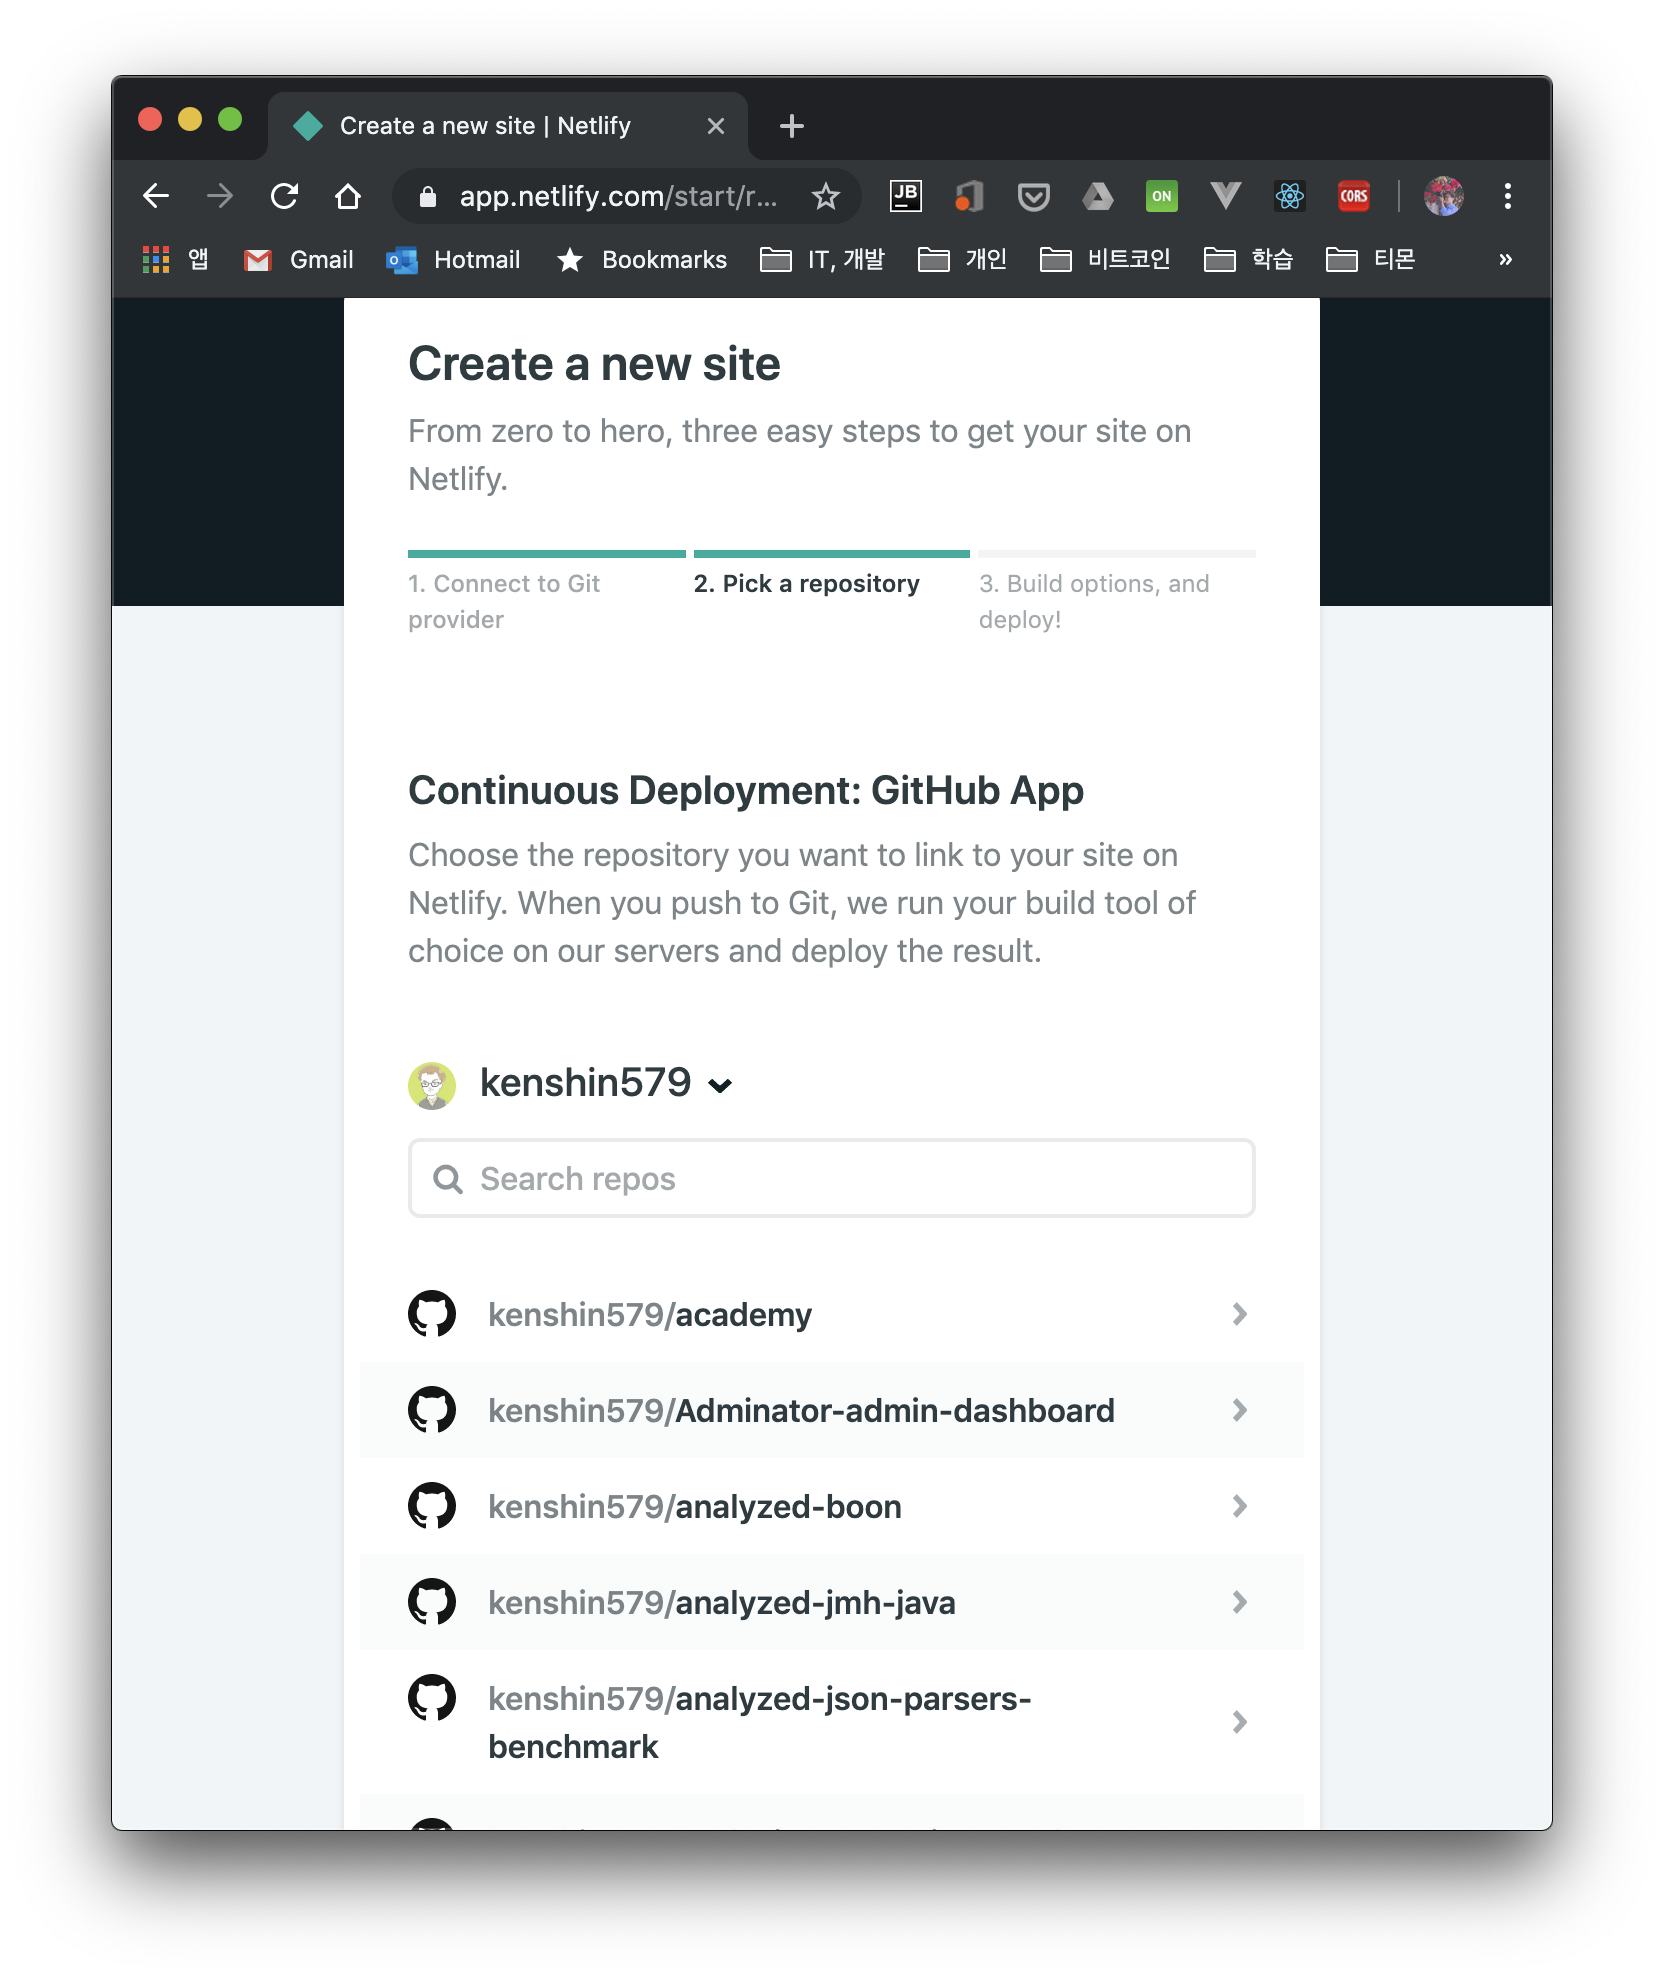 Create a new site | Netlify
app.netlify.com/start/r...
JB
ON
CORS
앱
Gmail
Hotmail
Bookmarks
IT, 개발
개인
비트코인
학습
티몬
»
Create a new site
From zero to hero, three easy steps to get your site on
Netlify.
1. Connect to Git
provider
2. Pick a repository
3. Build options, and
deploy!
Continuous Deployment: GitHub App
Choose the repository you want to link to your site on
Netlify. When you push to Git, we run your build tool of
choice on our servers and deploy the result.
kenshin579
Search repos
kenshin579/academy
kenshin579/Adminator-admin-dashboard
kenshin579/analyzed-boon
kenshin579/analyzed-jmh-java
kenshin579/analyzed-json-parsers-
benchmark